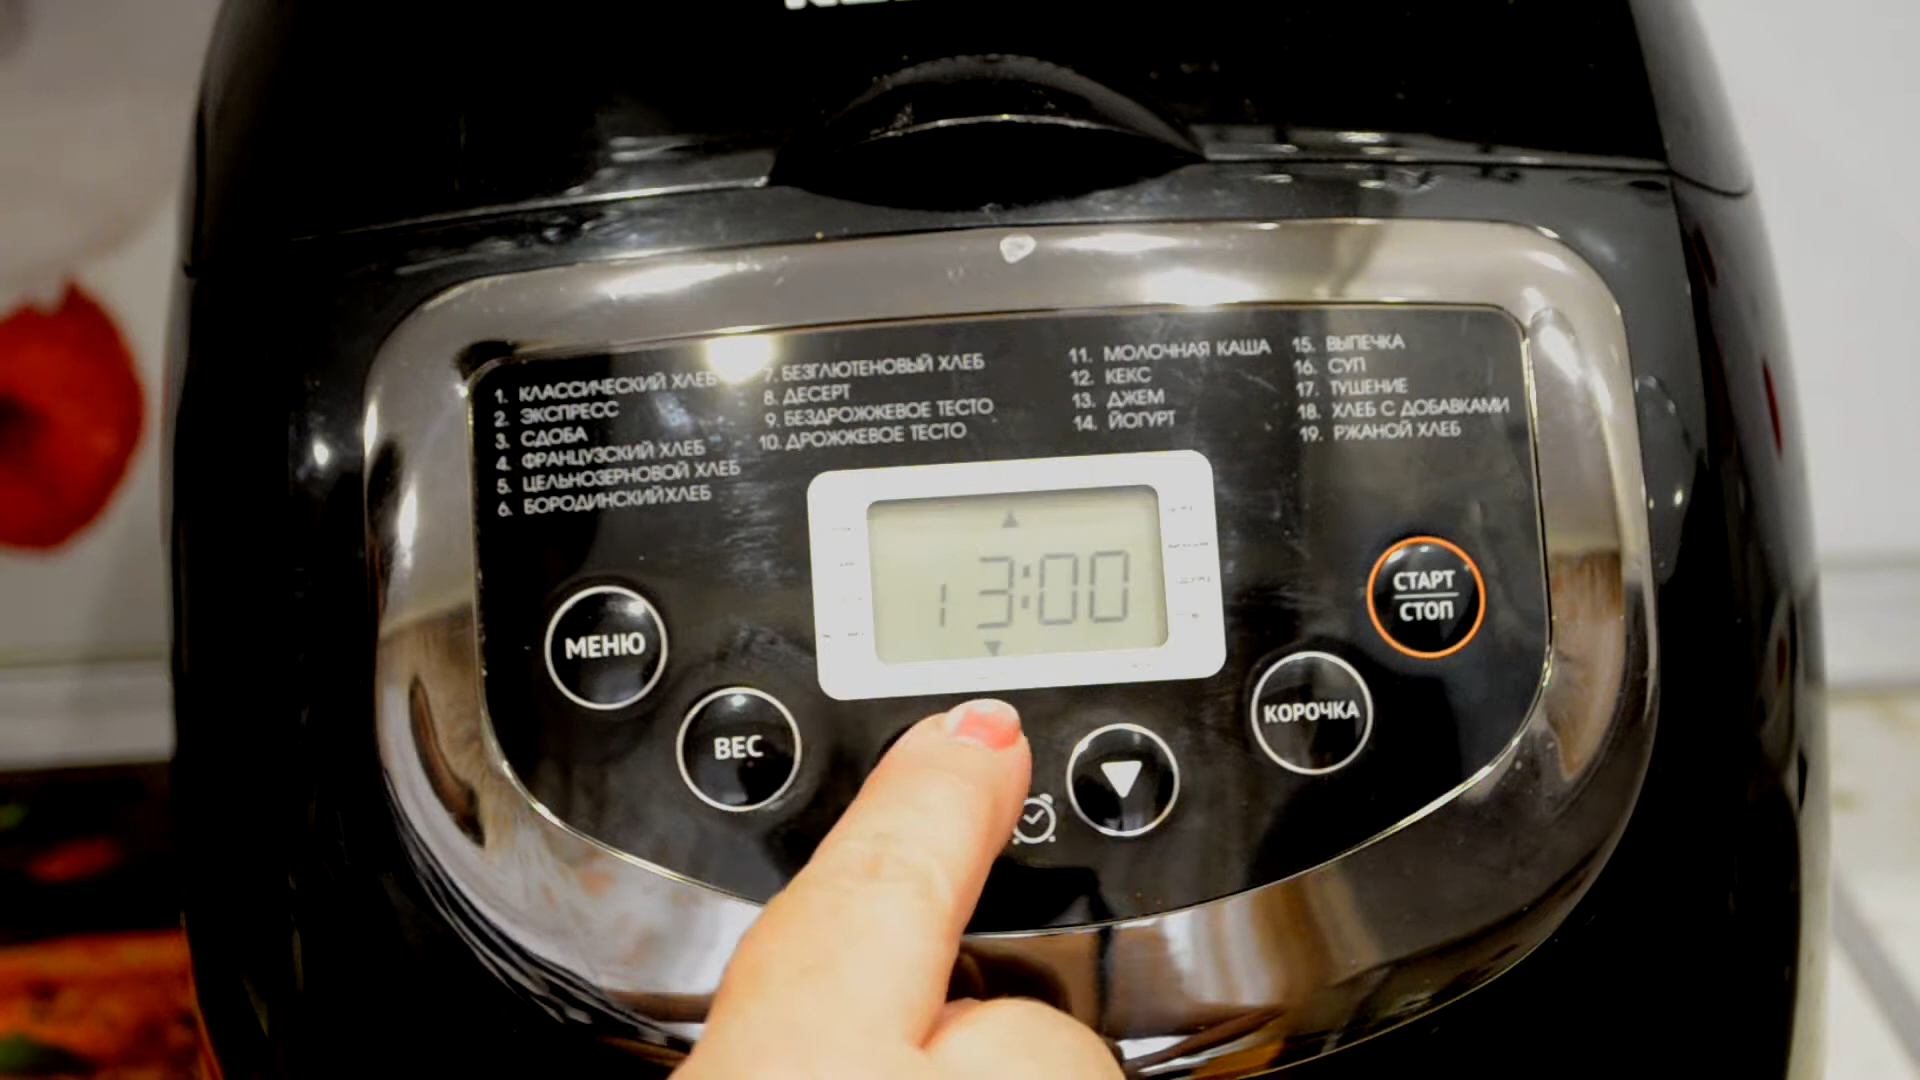 1. КЛАССИЧЕСКИЙ ХЛЕБ
2. ЭКСПРЕСС
3. СДОБА
4. ФРАНЦУЗСКИЙ ХЛЕБ
5. ЦЕЛЬНОЗЕРНОВОЙ ХЛЕБ
6. БОРОДИНСКИЙ ХЛЕБ
7. БЕЗГЛЮТЕНОВЫЙ ХЛЕБ
8. ДЕСЕРТ
9. БЕЗДРОЖЖЕВОЕ ТЕСТО
10. ДРОЖЖЕВОЕ ТЕСТО
11. МОЛОЧНАЯ КАША
12. КЕКС
13. ДЖЕМ
14. ЙОГУРТ
15. ВЫПЕЧКА
16. СУП
17. ТУШЕНИЕ
18. ХЛЕБ С ДОБАВКАМИ
19. РЖАНОЙ ХЛЕБ
1 3:00
МЕНЮ
ВЕС
КОРОЧКА
СТАРТ
СТОП